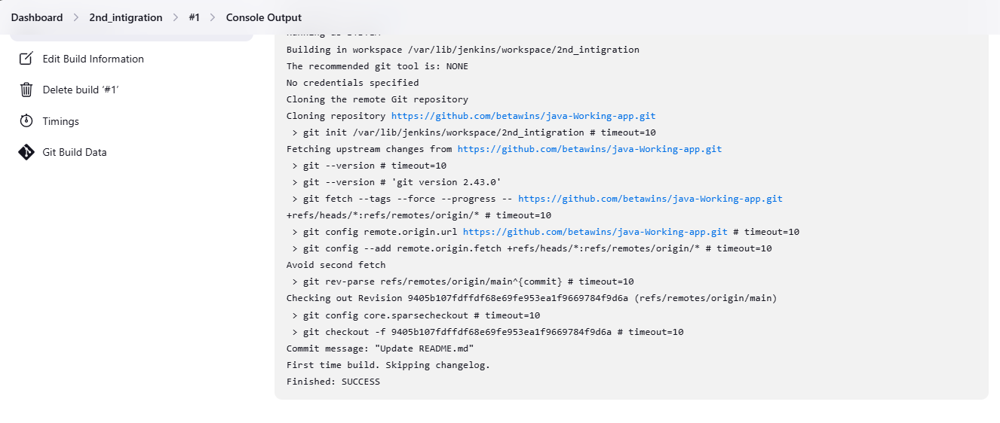 Dashboard > 2nd_intigration > #1 > Console Output
Edit Build Information
Delete build ‘#1’
Timings
Git Build Data
Building in workspace /var/lib/jenkins/workspace/2nd_intigration
The recommended git tool is: NONE
No credentials specified
Cloning the remote Git repository
Cloning repository https://github.com/betawins/java-Working-app.git
 > git init /var/lib/jenkins/workspace/2nd_intigration # timeout=10
Fetching upstream changes from https://github.com/betawins/java-Working-app.git
 > git --version # timeout=10
 > git --version # 'git version 2.43.0'
 > git fetch --tags --force --progress -- https://github.com/betawins/java-Working-app.git
+refs/heads/*:refs/remotes/origin/* # timeout=10
 > git config remote.origin.url https://github.com/betawins/java-Working-app.git # timeout=10
 > git config --add remote.origin.fetch +refs/heads/*:refs/remotes/origin/* # timeout=10
Avoid second fetch
 > git rev-parse refs/remotes/origin/main^{commit} # timeout=10
Checking out Revision 9405b107fdffdf68e69fe953ea1f9669784f9d6a (refs/remotes/origin/main)
 > git config core.sparsecheckout # timeout=10
 > git checkout -f 9405b107fdffdf68e69fe953ea1f9669784f9d6a # timeout=10
Commit message: "Update README.md"
First time build. Skipping changelog.
Finished: SUCCESS